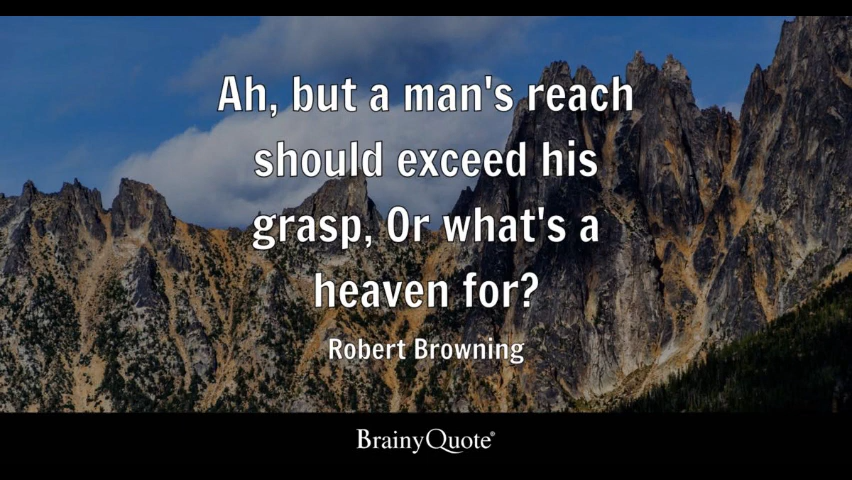 Ah, but a man's reach
should exceed his
grasp, Or what's a
heaven for?
Robert Browning
BrainyQuote®